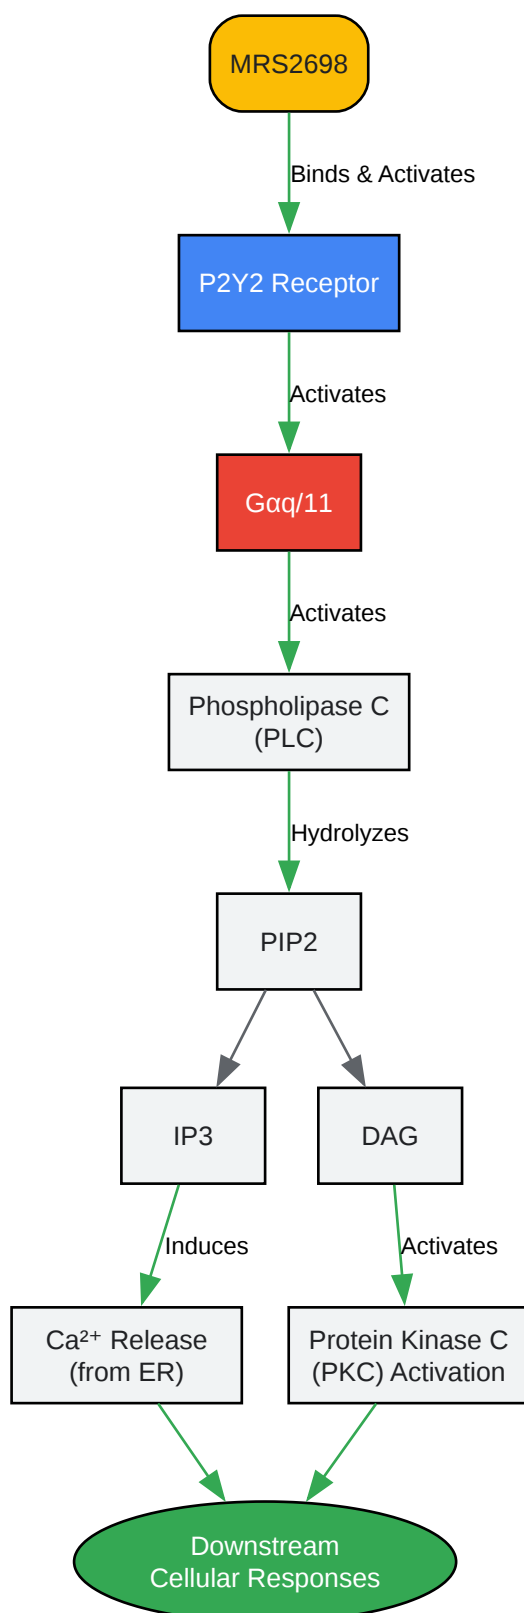 MRS2698
Binds & Activates
P2Y2 Receptor
Activates
Gαq/11
Activates
Phospholipase C
(PLC)
Hydrolyzes
PIP2
IP3
DAG
Induces
Activates
Ca²⁺ Release
(from ER)
Protein Kinase C
(PKC) Activation
Downstream
Cellular Responses